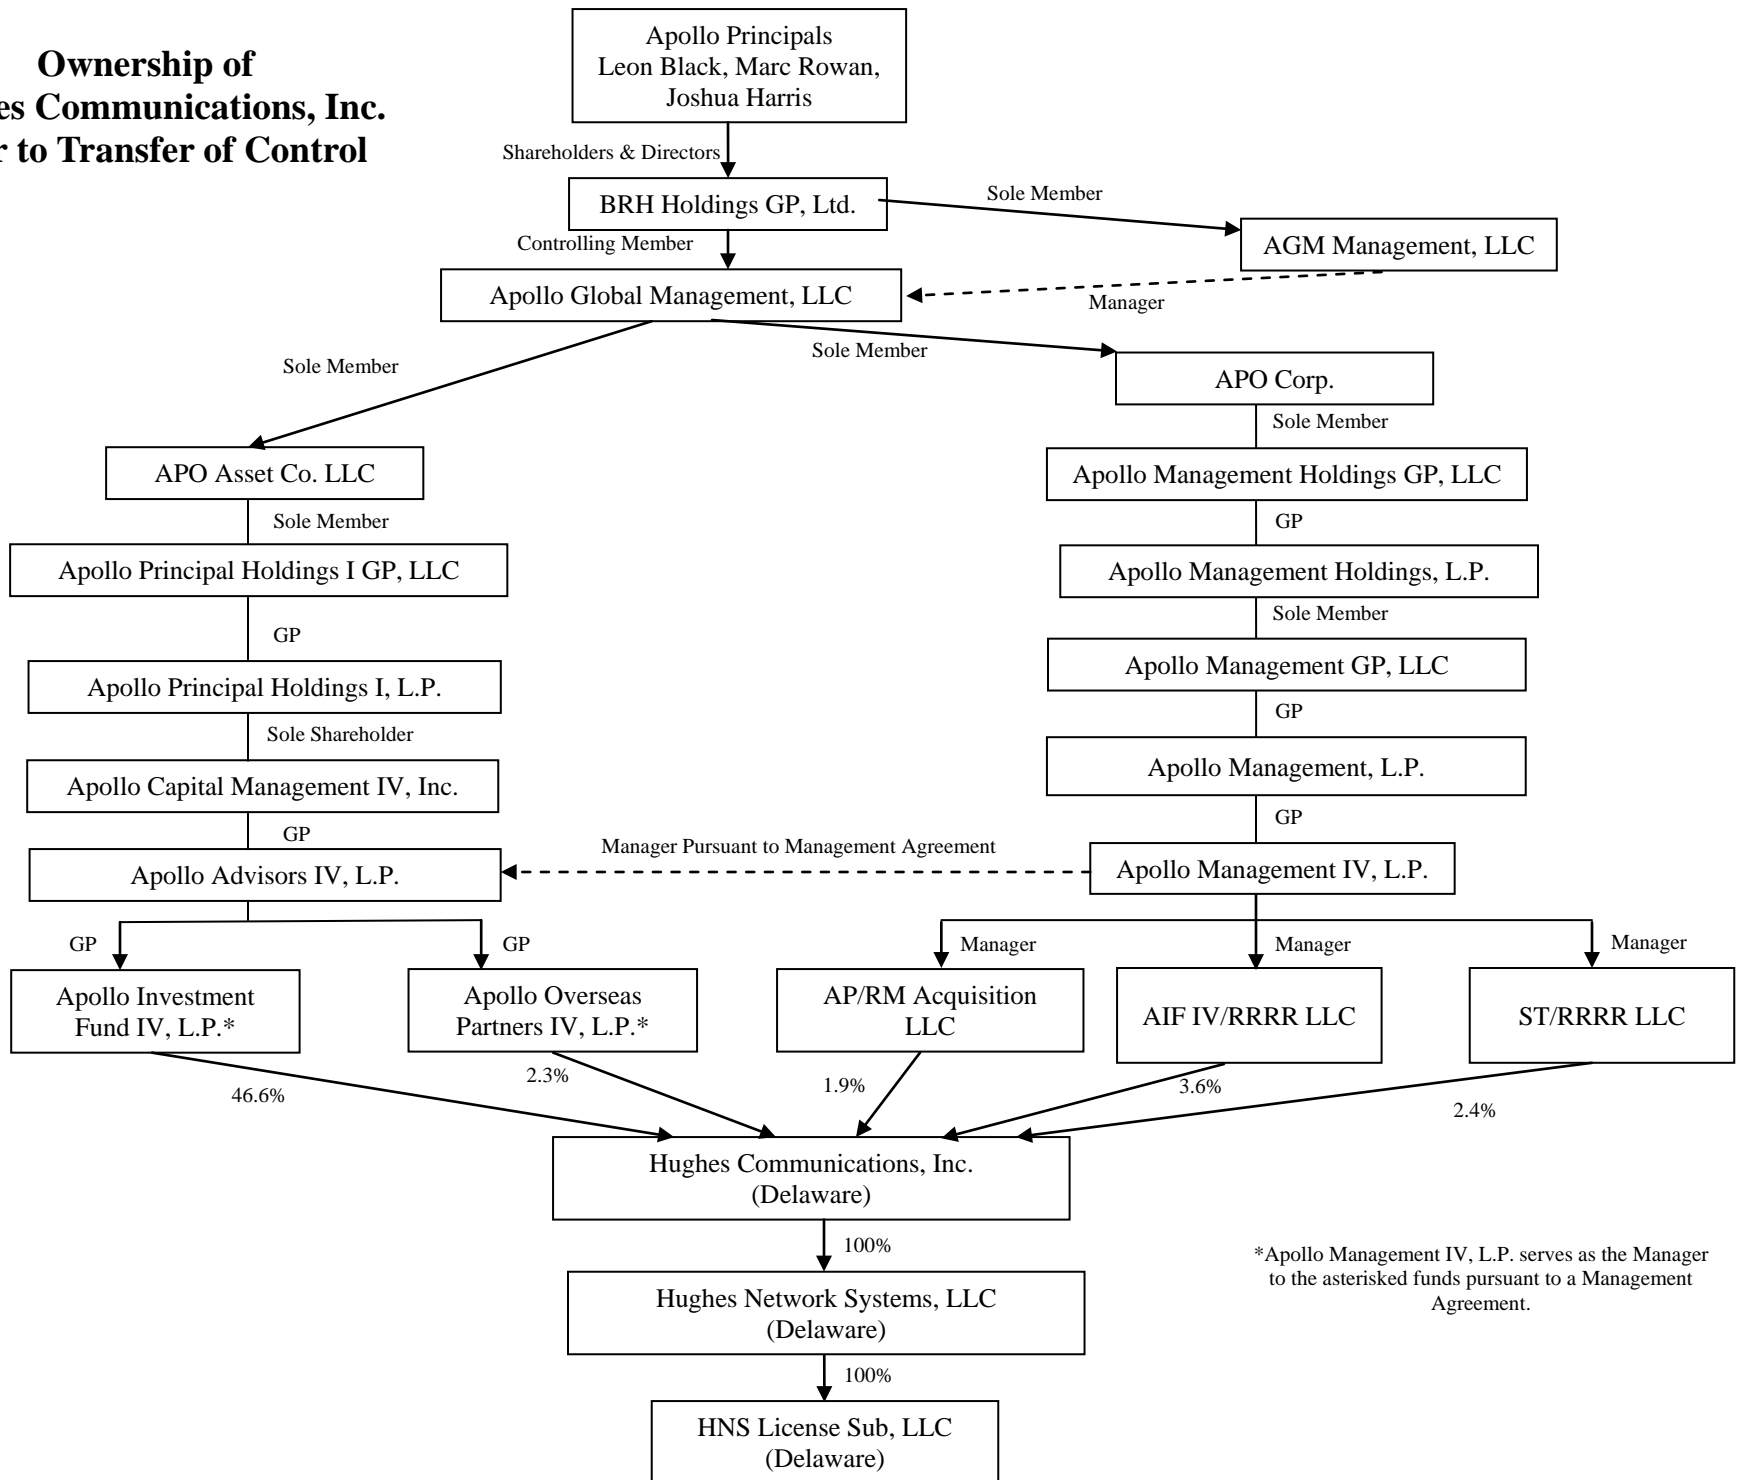 Ownership of
es Communications, Inc.
r to Transfer of Control
Apollo Principals
Leon Black, Marc Rowan,
Joshua Harris
Shareholders & Directors
BRH Holdings GP, Ltd.
Sole Member
AGM Management, LLC
Controlling Member
Apollo Global Management, LLC
Manager
Sole Member
Sole Member
APO Corp.
Sole Member
APO Asset Co. LLC
Apollo Management Holdings GP, LLC
Sole Member
GP
Apollo Principal Holdings I GP, LLC
Apollo Management Holdings, L.P.
GP
Sole Member
Apollo Principal Holdings I, L.P.
Apollo Management GP, LLC
Sole Shareholder
GP
Apollo Capital Management IV, Inc.
Apollo Management, L.P.
GP
GP
Apollo Advisors IV, L.P.
Manager Pursuant to Management Agreement
Apollo Management IV, L.P.
GP
GP
Manager
Manager
Manager
Apollo Investment
Fund IV, L.P.*
Apollo Overseas
Partners IV, L.P.*
AP/RM Acquisition
LLC
AIF IV/RRRR LLC
ST/RRRR LLC
46.6%
2.3%
1.9%
3.6%
2.4%
Hughes Communications, Inc.
(Delaware)
100%
Hughes Network Systems, LLC
(Delaware)
*Apollo Management IV, L.P. serves as the Manager
to the asterisked funds pursuant to a Management
Agreement.
100%
HNS License Sub, LLC
(Delaware)